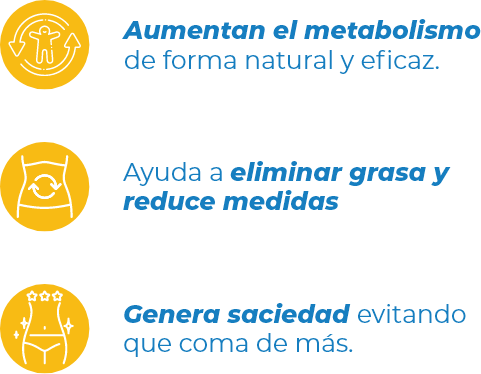 Aumentan el metabolismo
de forma natural y eficaz.
Ayuda a eliminar grasa y
reduce medidas
Genera saciedad evitando
que coma de más.